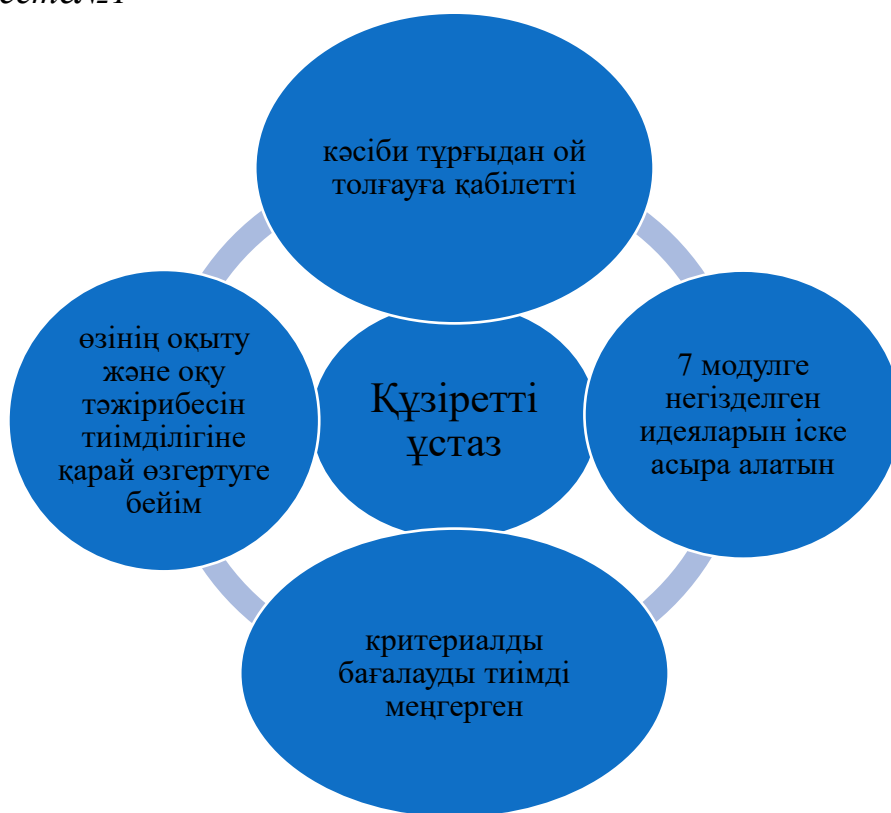 кәсіби тұрғыдан ой
толғауға қабілетті
өзінің оқыту
және оқу
тәжірибесін
тиімділігіне
қарай өзгертуге
бейім
Құзіретті
ұстаз
7 модулге
негізделген
идеяларын іске
асыра алатын
критериалды
бағалауды тиімді
меңгерген